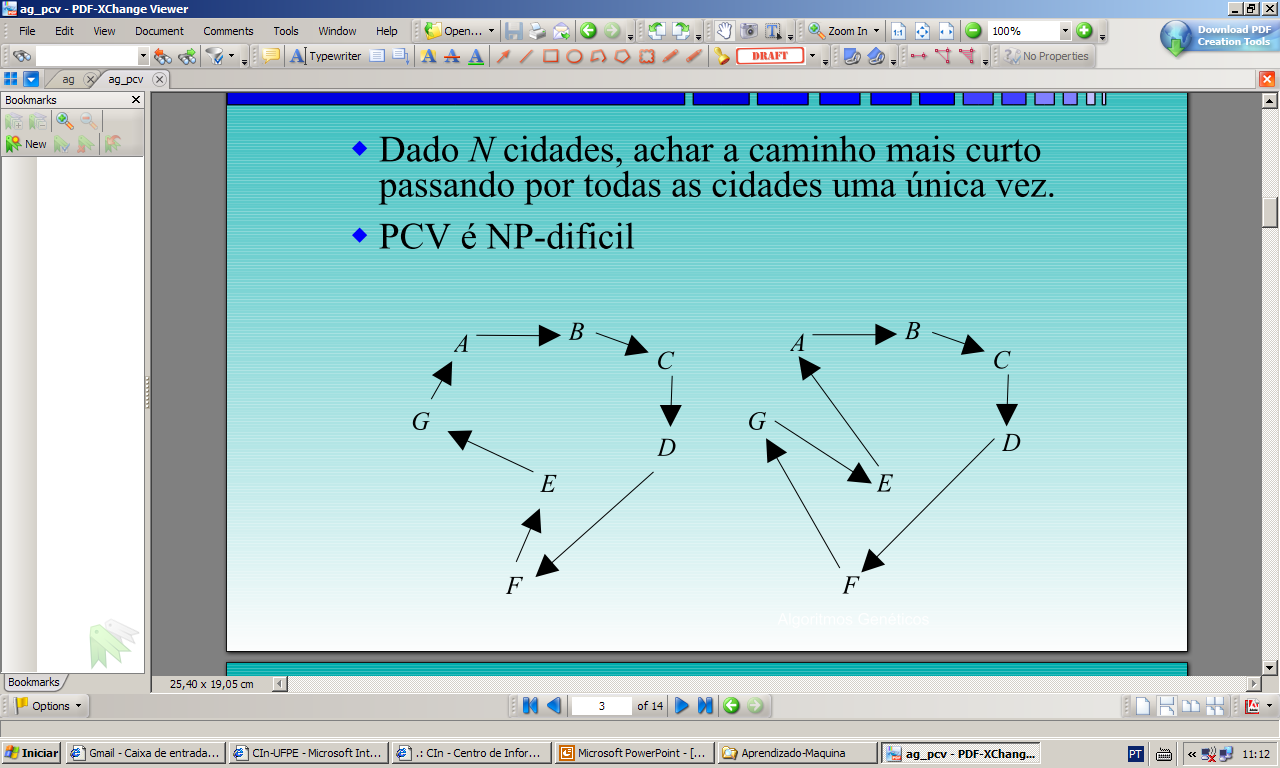 ag_pcv - PDF-XChange Viewer
File Edit View Document Comments Tools Window Help
Open... Zoom In 100%
Download PDF
Creation Tools
Typewriter DRAFT No Properties
ag ag_pcv
Bookmarks
New
Dado N cidades, achar a caminho mais curto
passando por todas as cidades uma única vez.
PCV é NP-dificil
A B C D E F G
A B C D E F G
Algoritmos Genéticos
Bookmarks
25,40 x 19,05 cm
Options
3 of 14
Iniciar Gmail - Caixa de entrada... CIN-UFPE - Microsoft Int... .: CIn - Centro de Infor... Microsoft PowerPoint - [... Aprendizado-Maquina ag_pcv - PDF-XChang... PT « 11:12